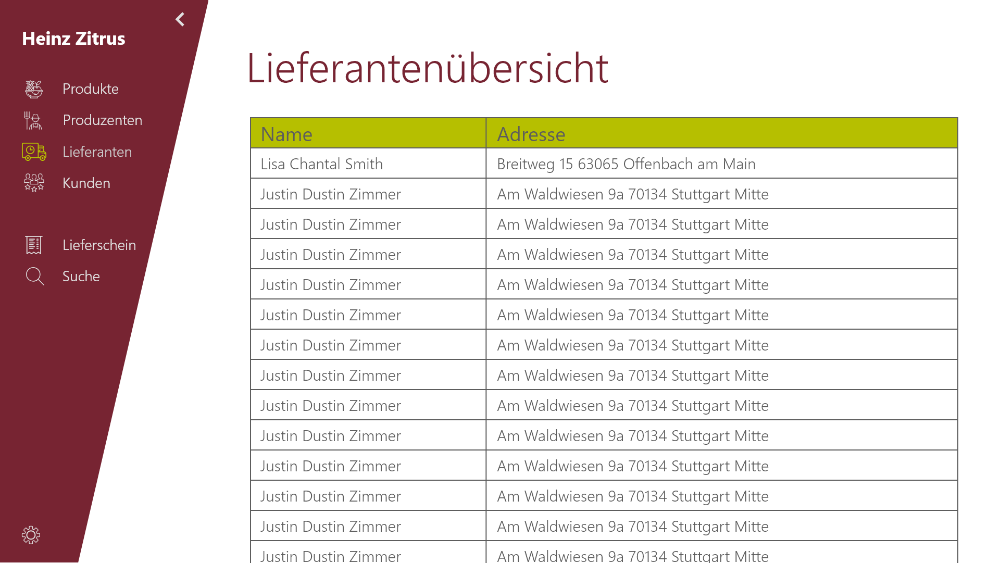 Heinz Zitrus
Produkte
Produzenten
Lieferanten
Kunden
Lieferschein
Suche
Lieferantenübersicht
Name Adresse
Lisa Chantal Smith Breitweg 15 63065 Offenbach am Main
Justin Dustin Zimmer Am Waldwiesen 9a 70134 Stuttgart Mitte
Justin Dustin Zimmer Am Waldwiesen 9a 70134 Stuttgart Mitte
Justin Dustin Zimmer Am Waldwiesen 9a 70134 Stuttgart Mitte
Justin Dustin Zimmer Am Waldwiesen 9a 70134 Stuttgart Mitte
Justin Dustin Zimmer Am Waldwiesen 9a 70134 Stuttgart Mitte
Justin Dustin Zimmer Am Waldwiesen 9a 70134 Stuttgart Mitte
Justin Dustin Zimmer Am Waldwiesen 9a 70134 Stuttgart Mitte
Justin Dustin Zimmer Am Waldwiesen 9a 70134 Stuttgart Mitte
Justin Dustin Zimmer Am Waldwiesen 9a 70134 Stuttgart Mitte
Justin Dustin Zimmer Am Waldwiesen 9a 70134 Stuttgart Mitte
Justin Dustin Zimmer Am Waldwiesen 9a 70134 Stuttgart Mitte
Justin Dustin Zimmer Am Waldwiesen 9a 70134 Stuttgart Mitte
Justin Dustin Zimmer Am Waldwiesen 9a 70134 Stuttgart Mitte